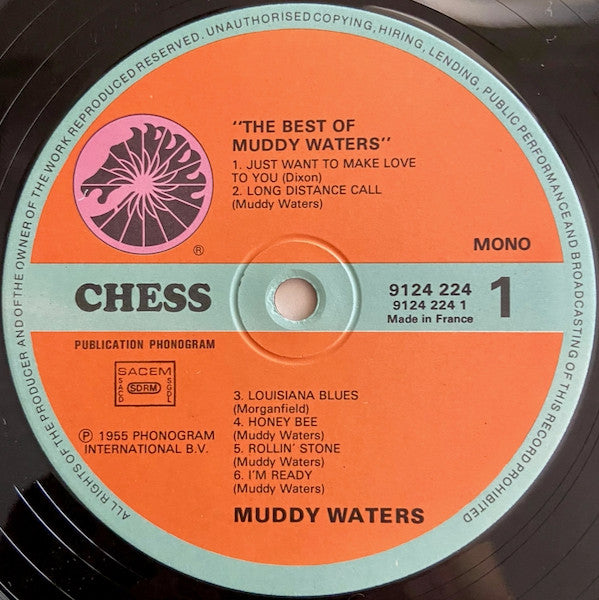 ALL RIGHTS OF THE PRODUCER AND OF THE OWNER OF THE WORK REPRODUCED RESERVED. UNAUTHORISED COPYING, HIRING, LENDING, PUBLIC PERFORMANCE AND BROADCASTING OF THIS RECORD PROHIBITED
"THE BEST OF
MUDDY WATERS"
1. JUST WANT TO MAKE LOVE
TO YOU (Dixon)
2. LONG DISTANCE CALL
(Muddy Waters)
®
MONO
CHESS
9124 224
9124 224 1
Made in France
1
PUBLICATION PHONOGRAM
SACEM
SACD
SDRM
SGDL
℗ 1955 PHONOGRAM
INTERNATIONAL B.V.
3. LOUISIANA BLUES
(Morganfield)
4. HONEY BEE
(Muddy Waters)
5. ROLLIN' STONE
(Muddy Waters)
6. I'M READY
(Muddy Waters)
MUDDY WATERS